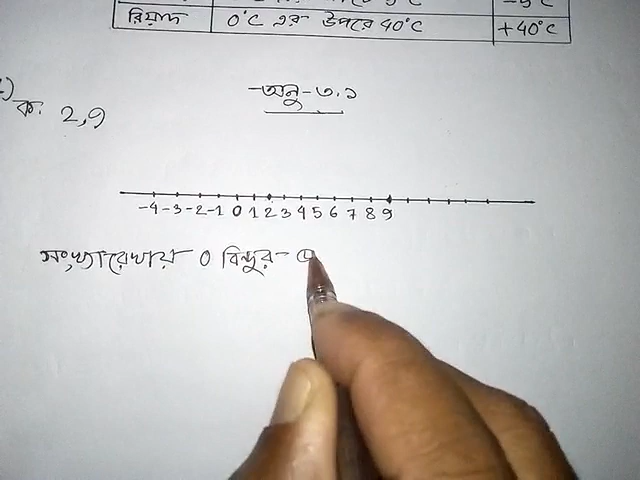 রিয়াদ 0°C এর উপরে 40°C +40°C
অনু-৩.১
ক. 2,9
-4 -3 -2 -1 0 1 2 3 4 5 6 7 8 9
সংখ্যারেখায় 0 বিন্দুর